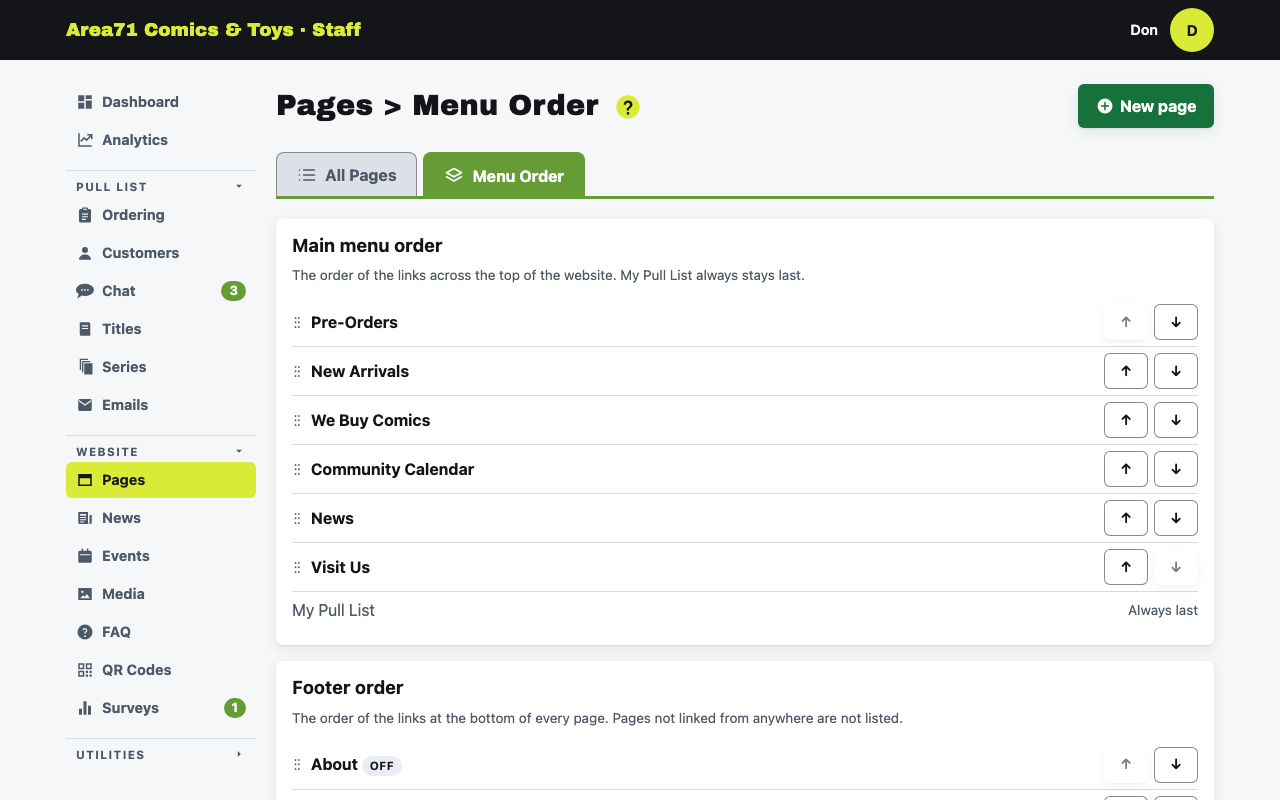 Area71 Comics & Toys · Staff
Don
D
Dashboard
Analytics
PULL LIST
Ordering
Customers
Chat 3
Titles
Series
Emails
WEBSITE
Pages
News
Events
Media
FAQ
QR Codes
Surveys 1
UTILITIES
Pages > Menu Order ?
New page
All Pages
Menu Order
Main menu order
The order of the links across the top of the website. My Pull List always stays last.
Pre-Orders
New Arrivals
We Buy Comics
Community Calendar
News
Visit Us
My Pull List
Always last
Footer order
The order of the links at the bottom of every page. Pages not linked from anywhere are not listed.
About OFF